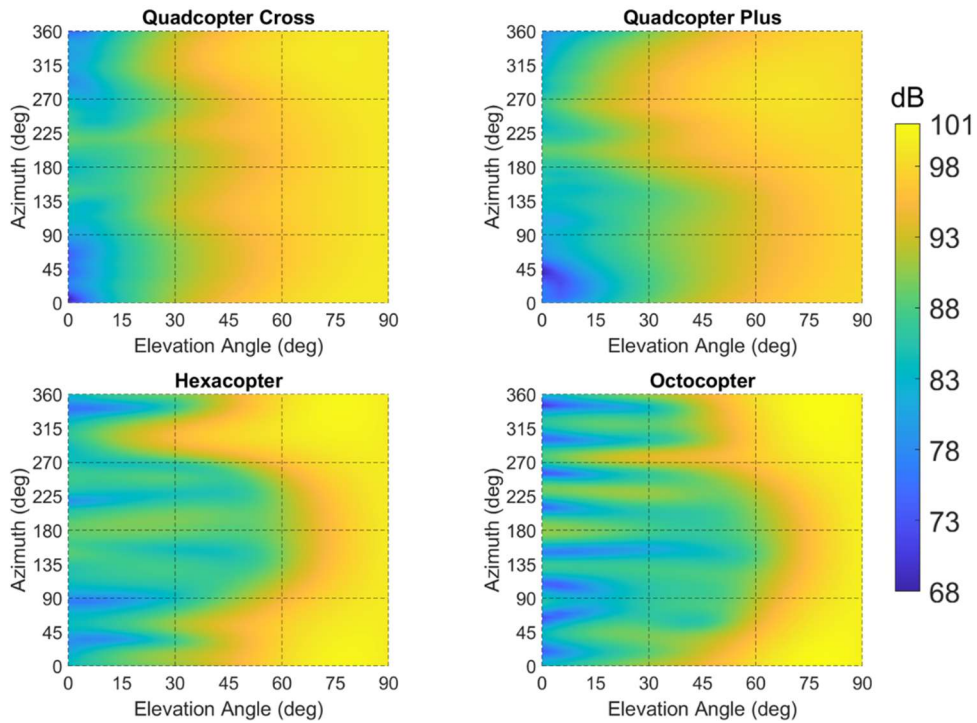 Quadcopter Cross
360
315
270
225
180
135
90
45
0
Azimuth (deg)
0 15 30 45 60 75 90
Elevation Angle (deg)
Quadcopter Plus
360
315
270
225
180
135
90
45
0
Azimuth (deg)
0 15 30 45 60 75 90
Elevation Angle (deg)
dB
101
98
93
88
83
78
73
68
Hexacopter
360
315
270
225
180
135
90
45
0
Azimuth (deg)
0 15 30 45 60 75 90
Elevation Angle (deg)
Octocopter
360
315
270
225
180
135
90
45
0
Azimuth (deg)
0 15 30 45 60 75 90
Elevation Angle (deg)